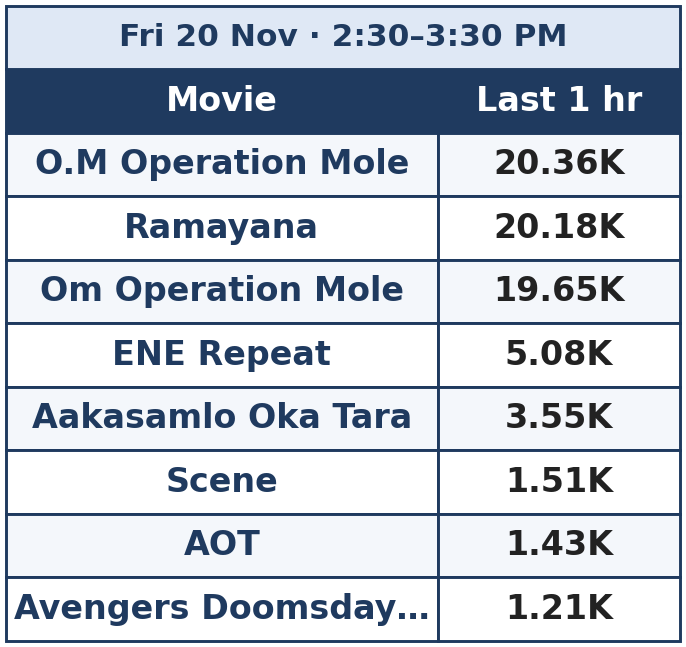 Fri 20 Nov · 2:30–3:30 PM
Movie Last 1 hr
O.M Operation Mole 20.36K
Ramayana 20.18K
Om Operation Mole 19.65K
ENE Repeat 5.08K
Aakasamlo Oka Tara 3.55K
Scene 1.51K
AOT 1.43K
Avengers Doomsday… 1.21K